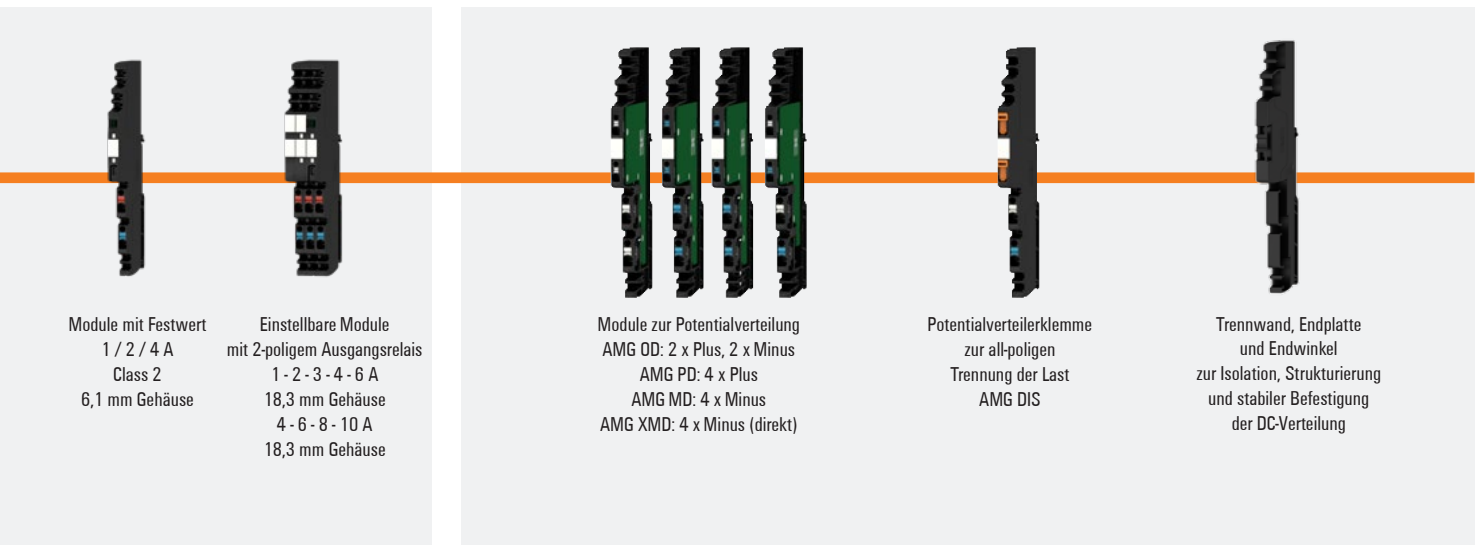 Module mit Festwert
1 / 2 / 4 A
Class 2
6,1 mm Gehäuse
Einstellbare Module
mit 2-poligem Ausgangsrelais
1 - 2 - 3 - 4 - 6 A
18,3 mm Gehäuse
4 - 6 - 8 - 10 A
18,3 mm Gehäuse
Module zur Potentialverteilung
AMG OD: 2 x Plus, 2 x Minus
AMG PD: 4 x Plus
AMG MD: 4 x Minus
AMG XMD: 4 x Minus (direkt)
Potentialverteilerklemme
zur all-poligen
Trennung der Last
AMG DIS
Trennwand, Endplatte
und Endwinkel
zur Isolation, Strukturierung
und stabiler Befestigung
der DC-Verteilung